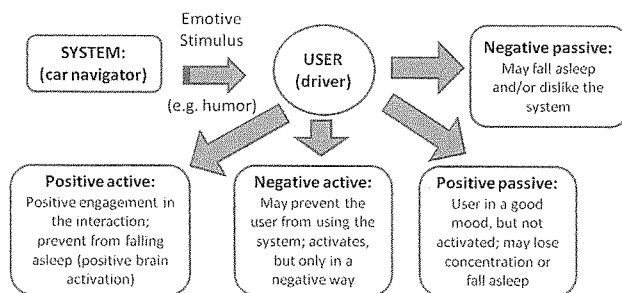 Emotive
Stimulus
SYSTEM:
(car navigator)
(e.g. humor)
USER
(driver)
Negative passive:
May fall asleep
and/or dislike the
system
Positive active:
Positive engagement in
the interaction;
prevent from falling
asleep (positive brain
activation)
Negative active:
May prevent the
user from using the
system; activates,
but only in a
negative way
Positive passive:
User in a good
mood, but not
activated; may lose
concentration or
fall asleep